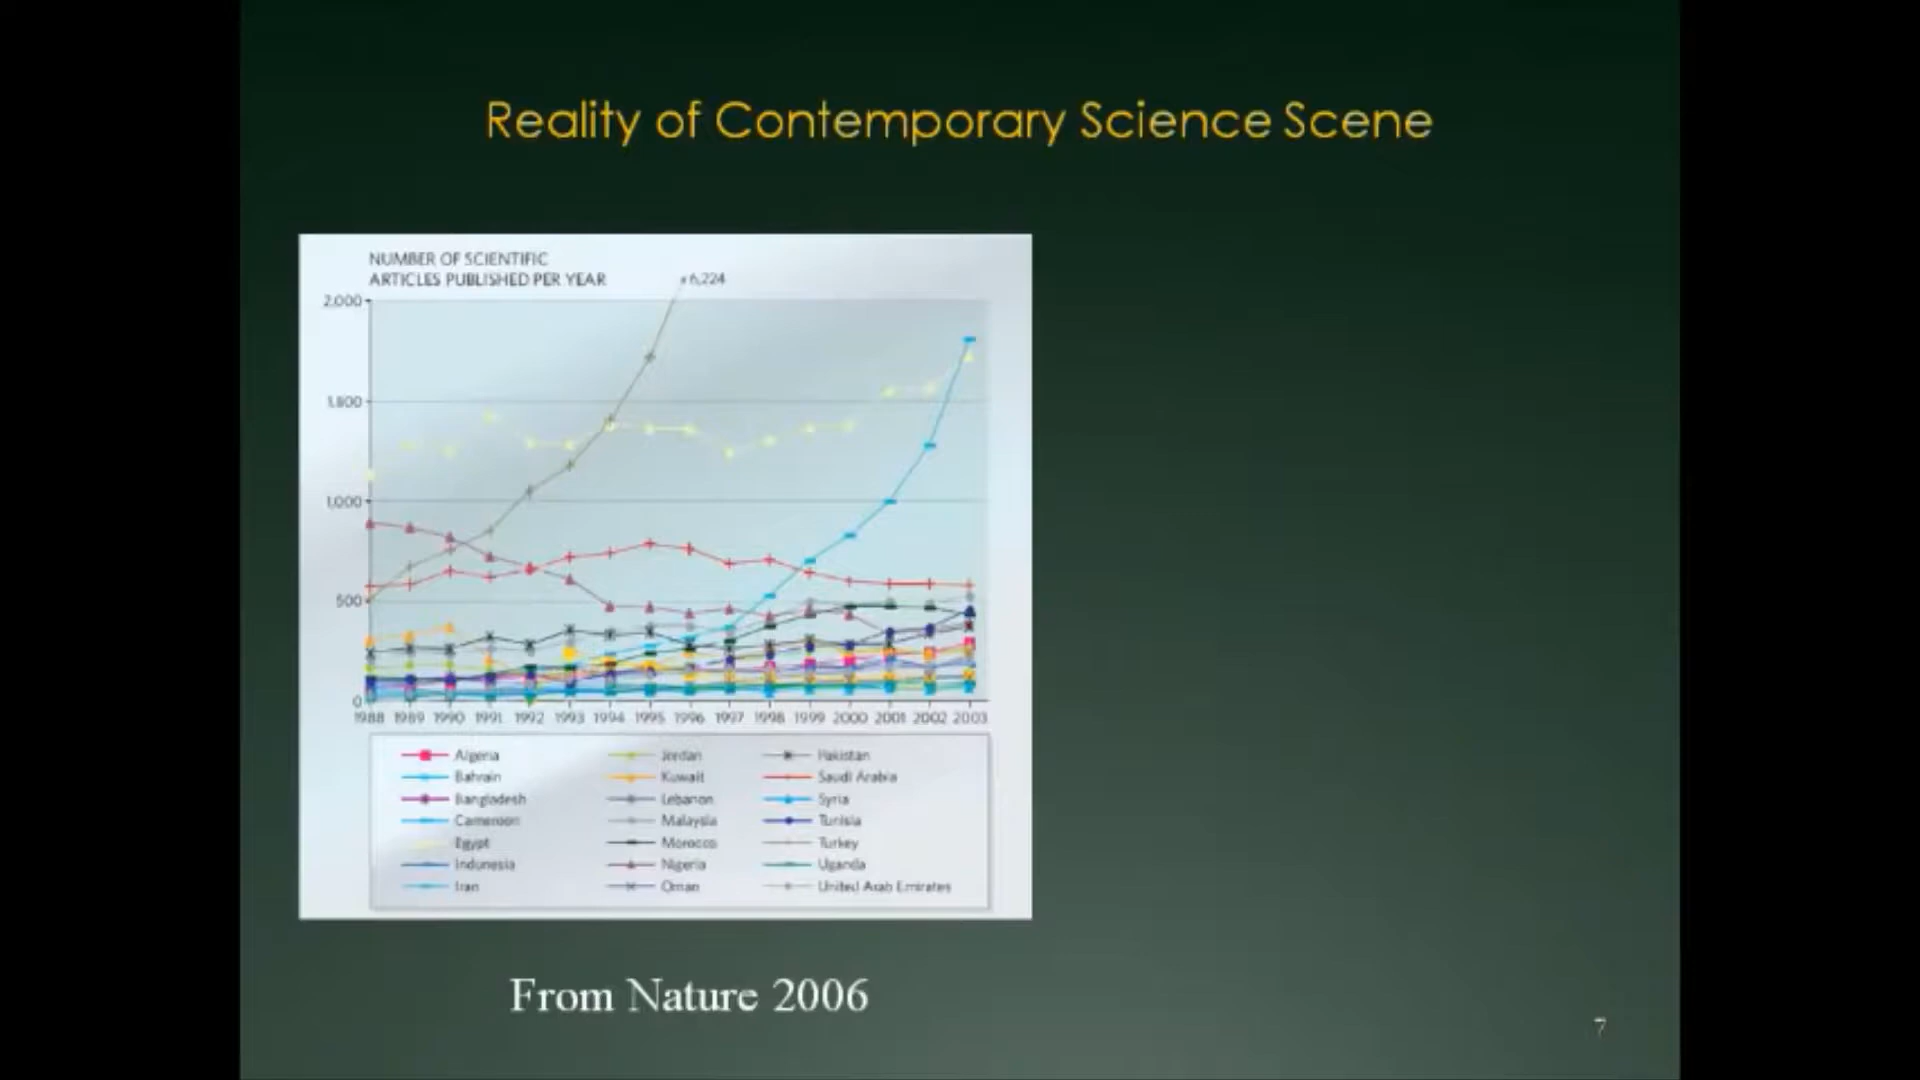 Reality of Contemporary Science Scene
NUMBER OF SCIENTIFIC
ARTICLES PUBLISHED PER YEAR
6,224
2,000
1,800
1,000
500
0
1988 1989 1990 1991 1992 1993 1994 1995 1996 1997 1998 1999 2000 2001 2002 2003
Algeria Jordan Pakistan
Bahrain Kuwait Saudi Arabia
Bangladesh Lebanon Syria
Cameroon Malaysia Tunisia
Egypt Morocco Turkey
Indonesia Nigeria Uganda
Iran Oman United Arab Emirates
From Nature 2006
7